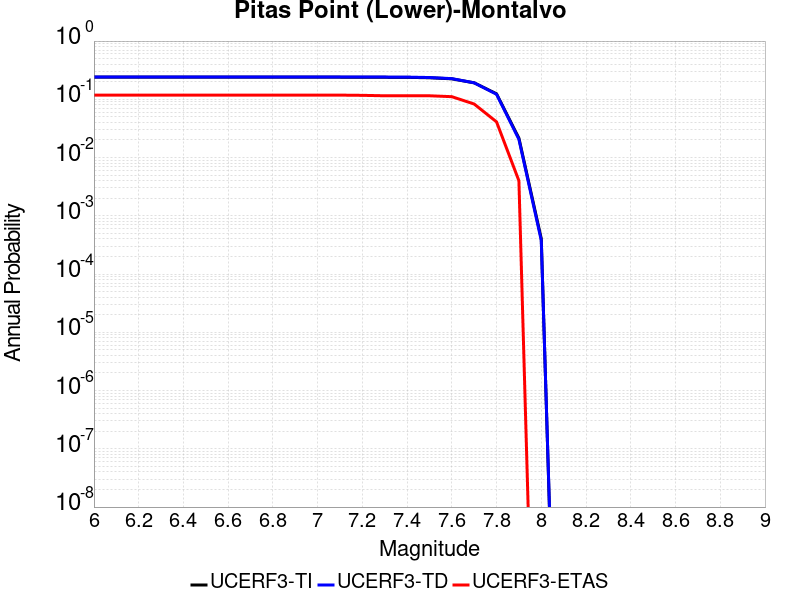 Pitas Point (Lower)-Montalvo
10^0
10^-1
10^-2
10^-3
10^-4
10^-5
10^-6
10^-7
10^-8
Annual Probability
6 6.2 6.4 6.6 6.8 7 7.2 7.4 7.6 7.8 8 8.2 8.4 8.6 8.8 9
Magnitude
UCERF3-TI UCERF3-TD UCERF3-ETAS